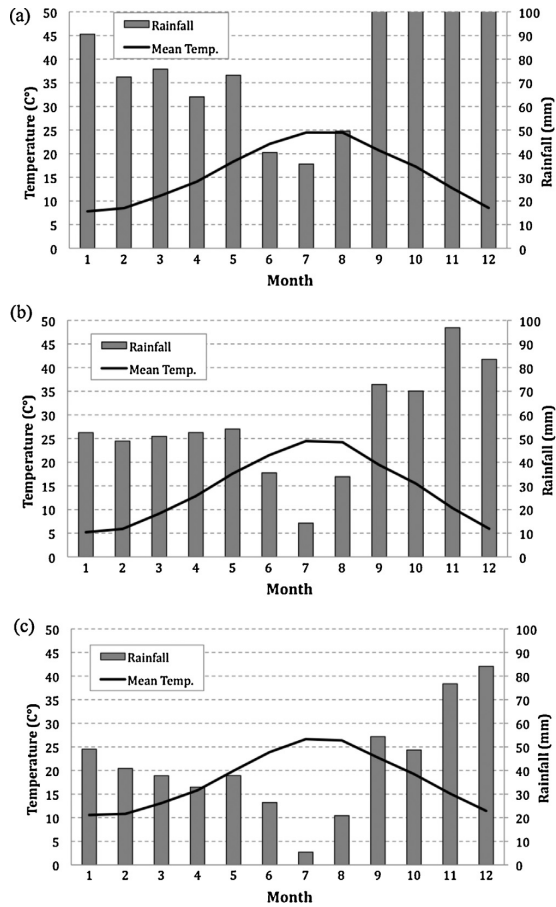 (a)
50 100
45 90
40 80
35 70
30 60
25 50
20 40
15 30
10 20
5 10
0 0
Temperature (C°)
Rainfall (mm)
Rainfall
Mean Temp.
1 2 3 4 5 6 7 8 9 10 11 12
Month
(b)
50 100
45 90
40 80
35 70
30 60
25 50
20 40
15 30
10 20
5 10
0 0
Temperature (C°)
Rainfall (mm)
Rainfall
Mean Temp.
1 2 3 4 5 6 7 8 9 10 11 12
Month
(c)
50 100
45 90
40 80
35 70
30 60
25 50
20 40
15 30
10 20
5 10
0 0
Temperature (C°)
Rainfall (mm)
Rainfall
Mean Temp.
1 2 3 4 5 6 7 8 9 10 11 12
Month